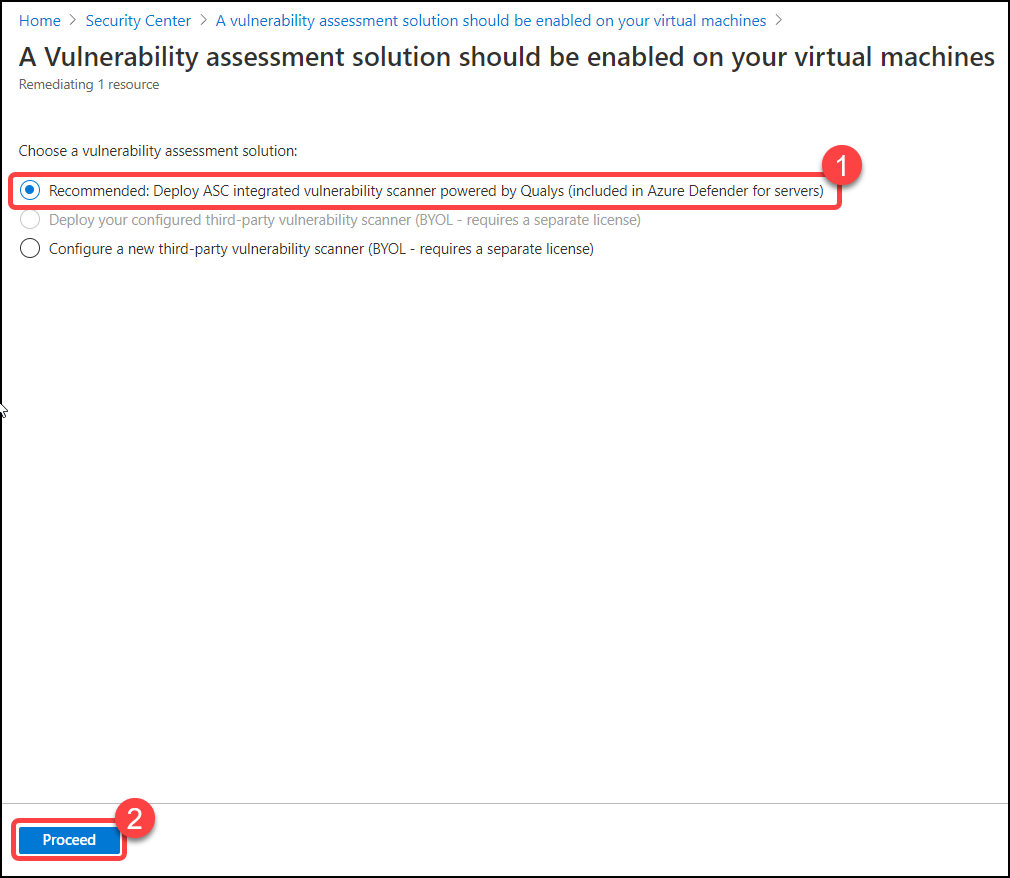 Home > Security Center > A vulnerability assessment solution should be enabled on your virtual machines >
A Vulnerability assessment solution should be enabled on your virtual machines
Remediating 1 resource
Choose a vulnerability assessment solution:
1
Recommended: Deploy ASC integrated vulnerability scanner powered by Qualys (included in Azure Defender for servers)
Deploy your configured third-party vulnerability scanner (BYOL - requires a separate license)
Configure a new third-party vulnerability scanner (BYOL - requires a separate license)
2
Proceed